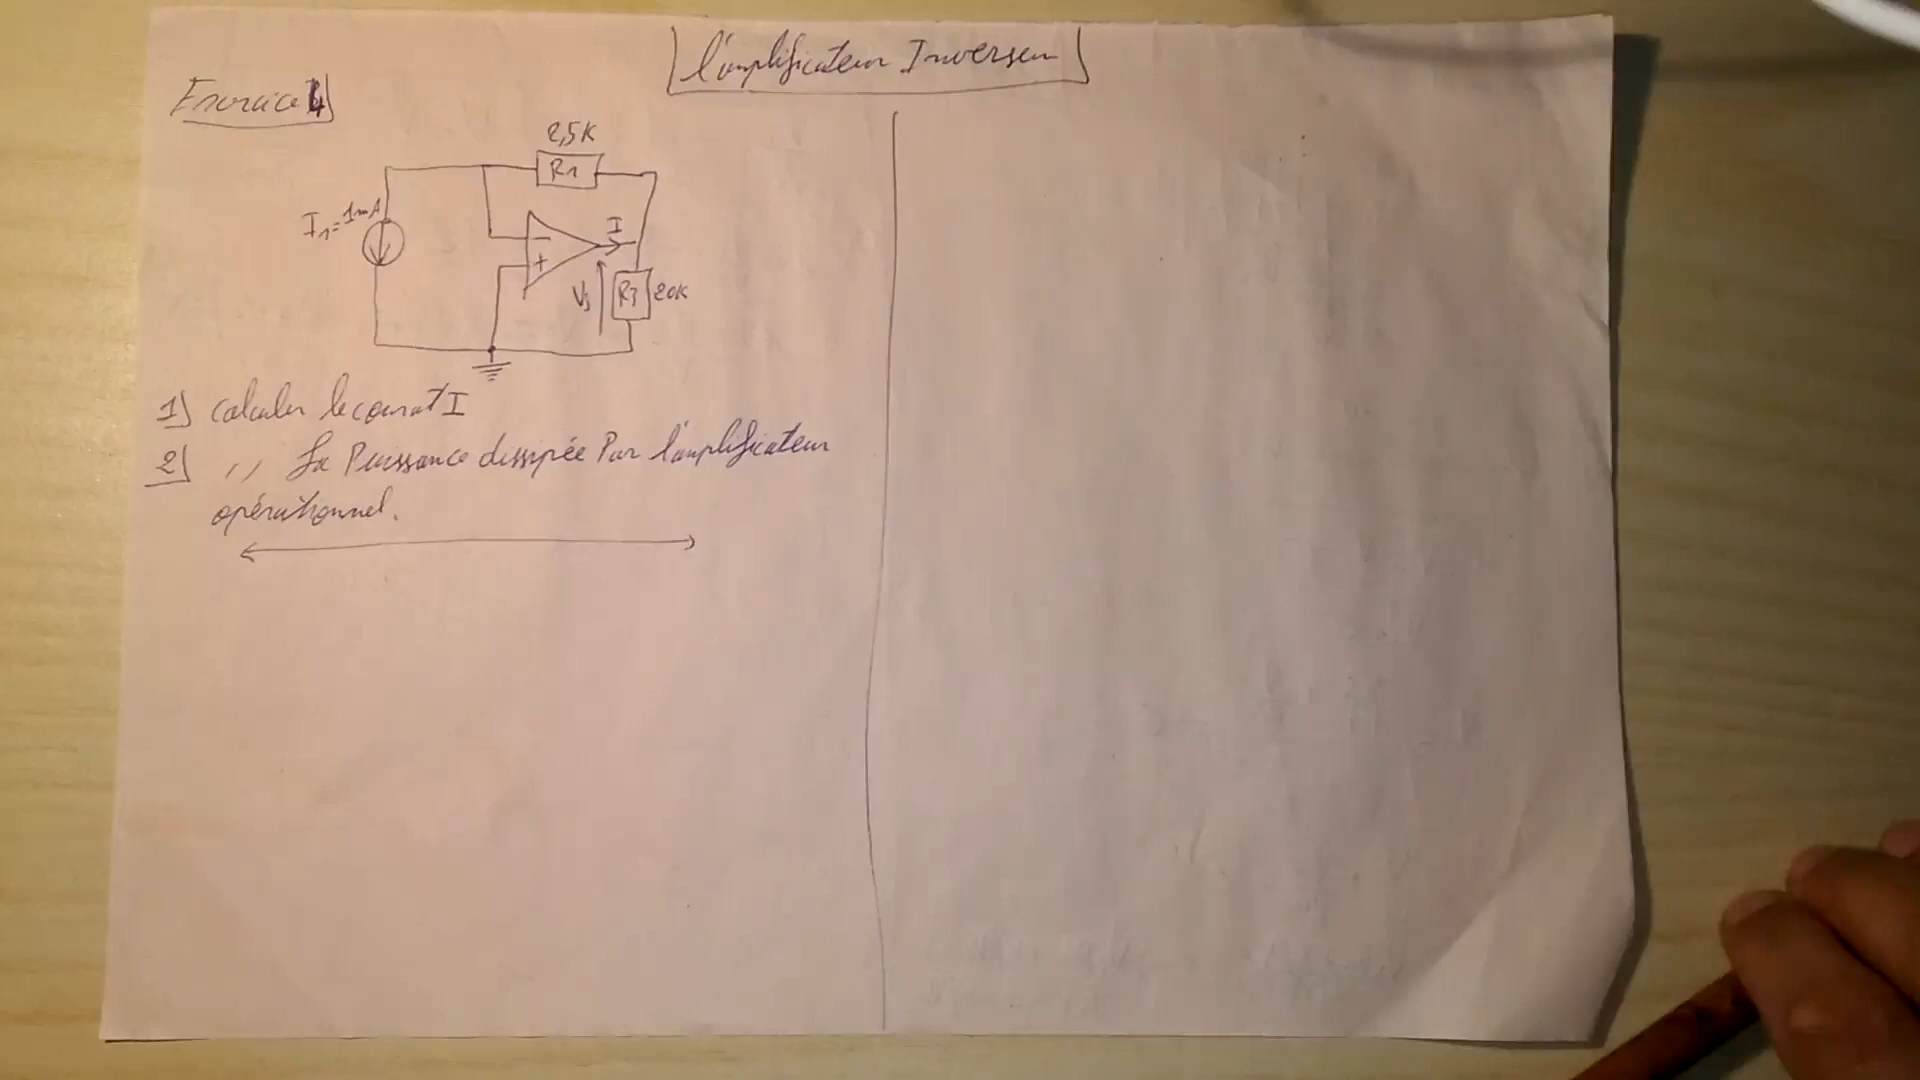 l'amplificateur Inverseur
Exercice 4
2,5K
R1
I1=1mA
I
-
+
Vs
R3
20K
1) calculer le courant I
2) ,, La Puissance dissipée Par l'amplificateur
opérationnel.